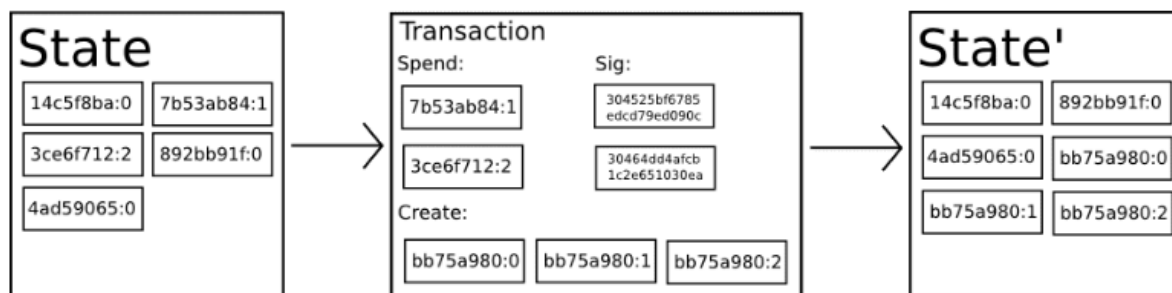 State
14c5f8ba:0 7b53ab84:1
3ce6f712:2 892bb91f:0
4ad59065:0
Transaction
Spend: Sig:
7b53ab84:1
304525bf6785
edcd79ed090c
3ce6f712:2
30464dd4afcb
1c2e651030ea
Create:
bb75a980:0 bb75a980:1 bb75a980:2
State'
14c5f8ba:0 892bb91f:0
4ad59065:0 bb75a980:0
bb75a980:1 bb75a980:2